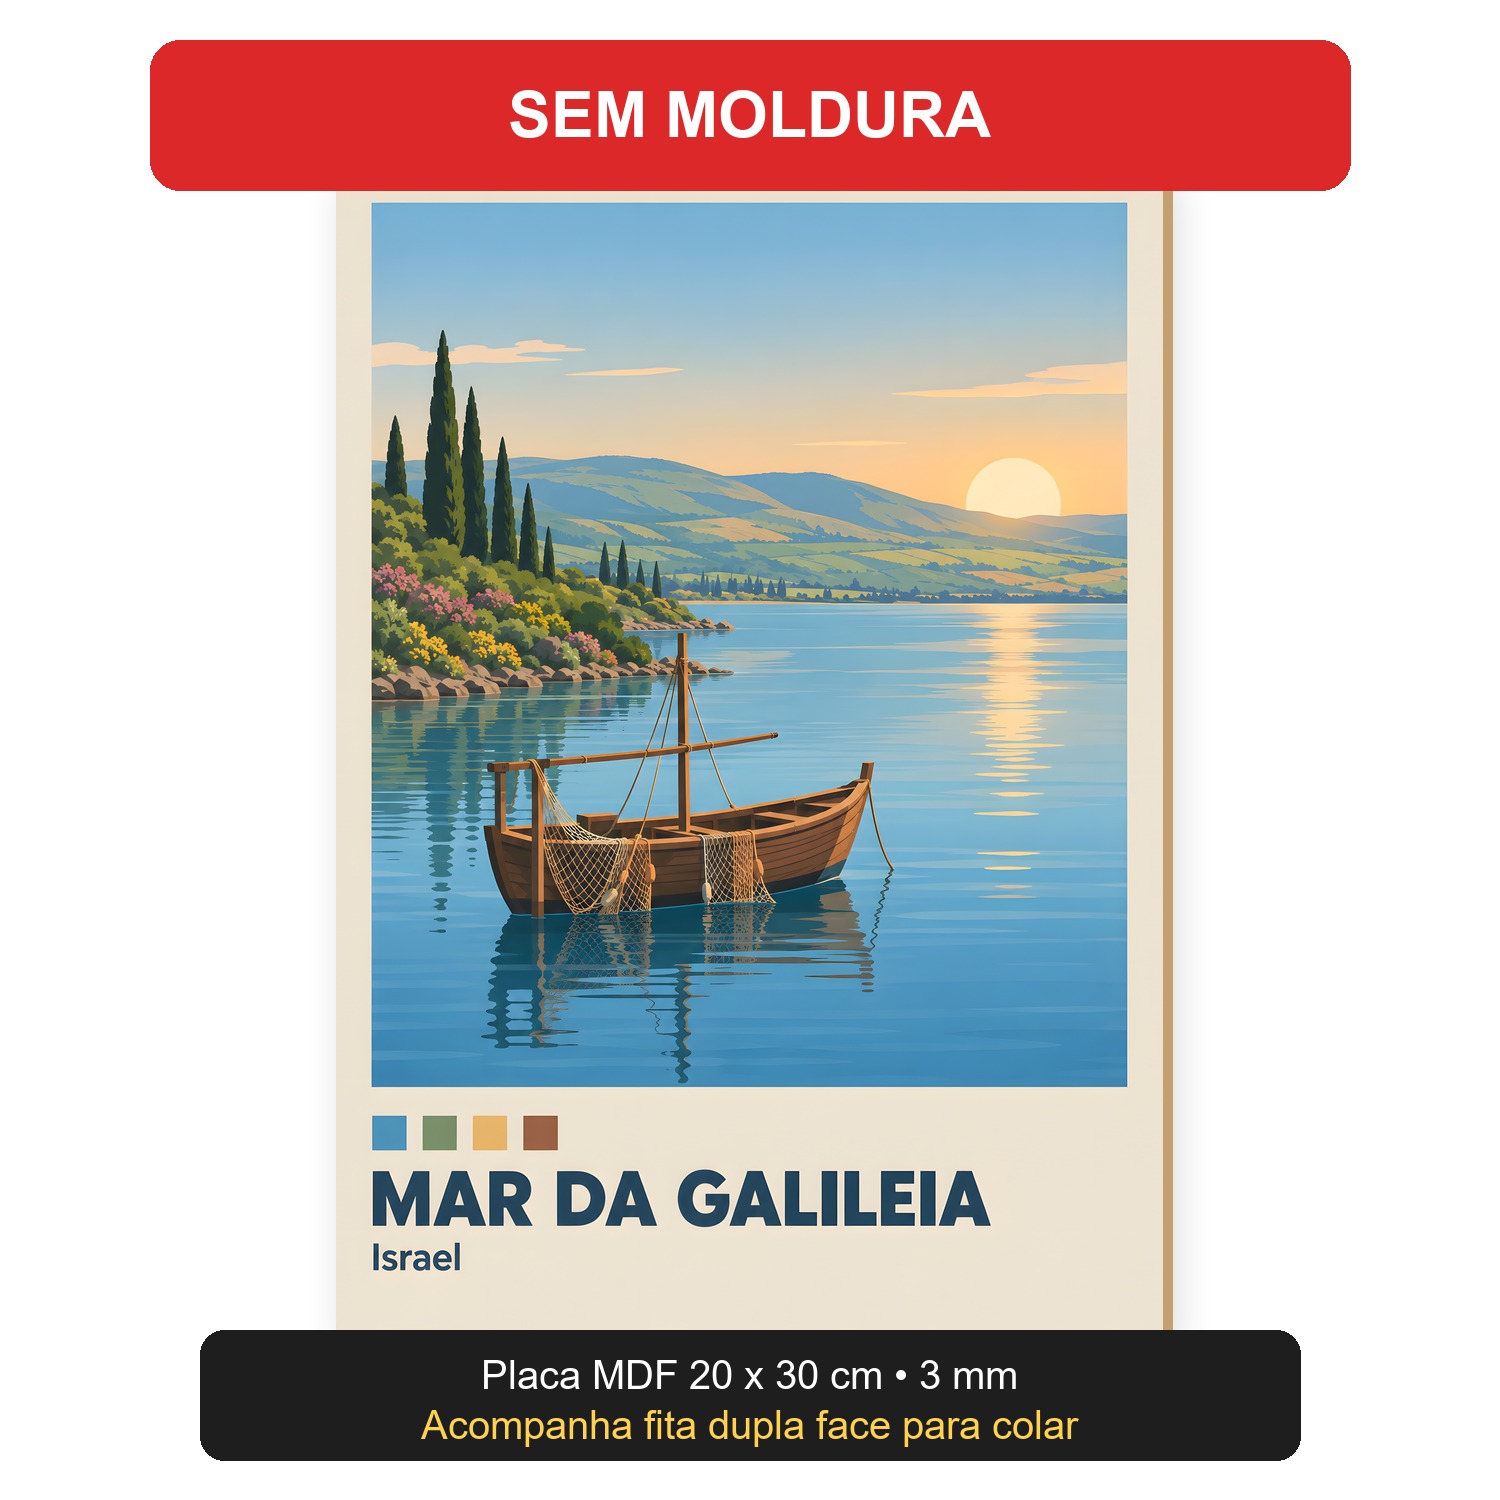 SEM MOLDURA
MAR DA GALILEIA
Israel
Placa MDF 20 x 30 cm • 3 mm
Acompanha fita dupla face para colar